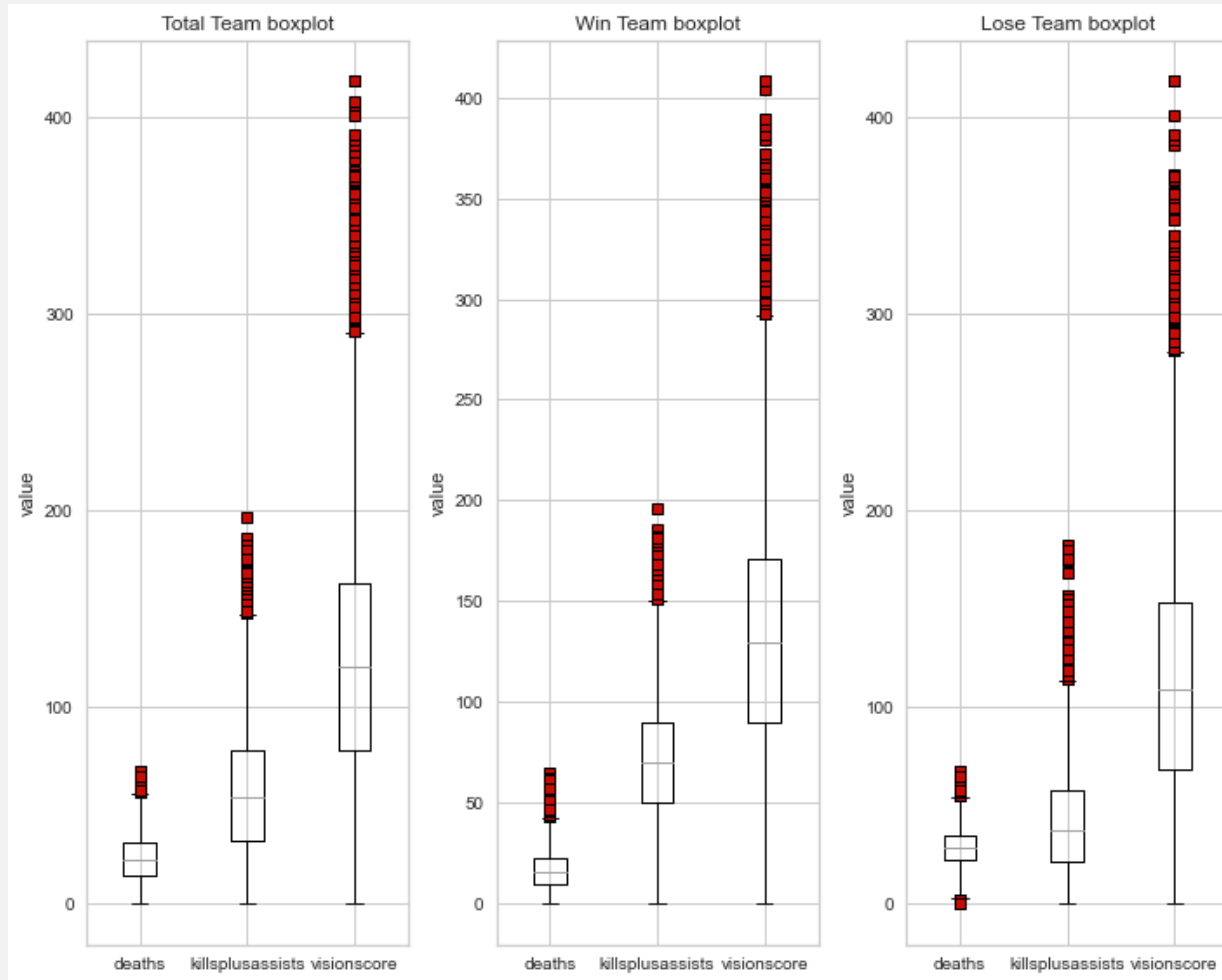 Total Team boxplot
value
400
300
200
100
0
deaths killsplusassists visionscore
Win Team boxplot
value
400
350
300
250
200
150
100
50
0
deaths killsplusassists visionscore
Lose Team boxplot
value
400
300
200
100
0
deaths killsplusassists visionscore